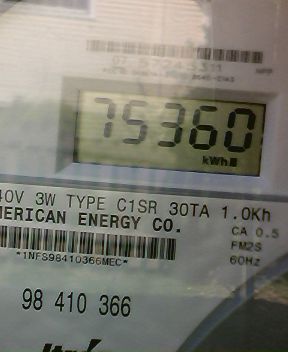 75360
kWh
40V 3W TYPE C1SR 30TA 1.0Kh
MERICAN ENERGY CO.
CA 0.5
FM2S
*1NFS98410366MEC*
60Hz
98 410 366